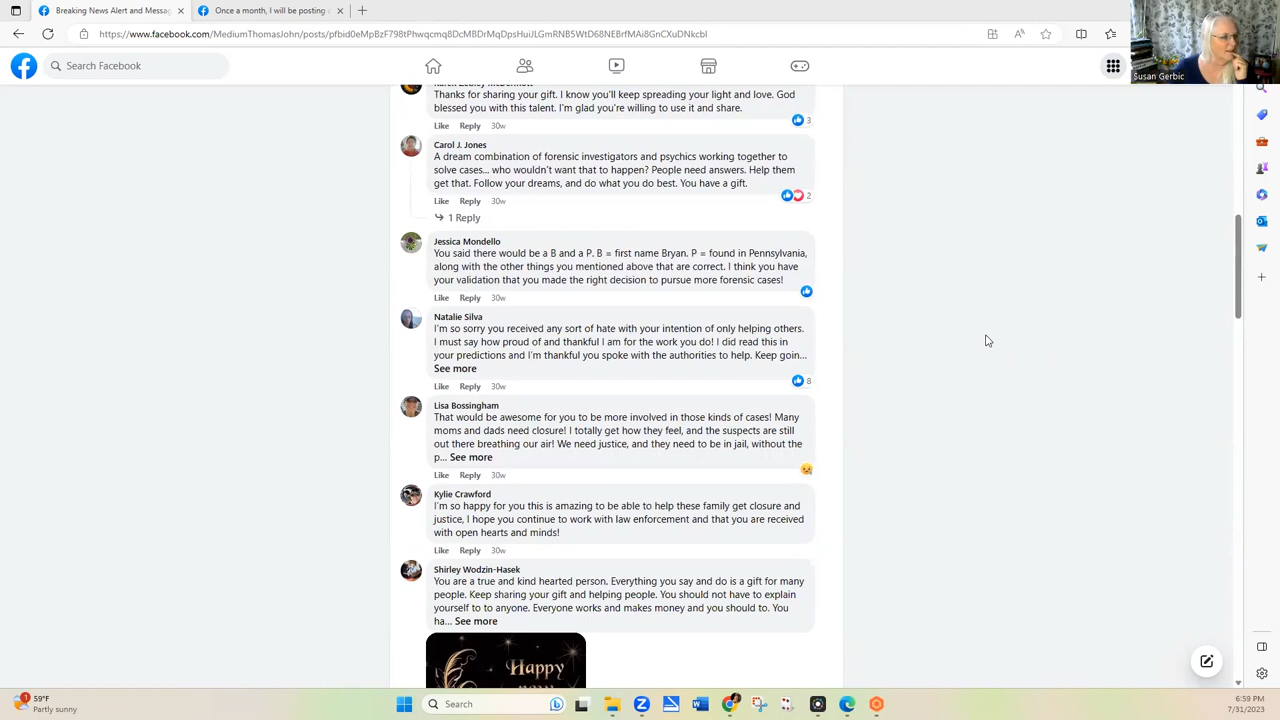 Breaking News Alert and Messag
Once a month, I will be posting
https://www.facebook.com/MediumThomasJohn/posts/pfbid0eMpBzF798tPhwqcmq8DcMBDrMqDpsHuiJLGmRNB5WtD68NEBrfMAi8GnCXuDNkcbl
Search Facebook
Susan Gerbic
Thanks for sharing your gift. I know you'll keep spreading your light and love. God
blessed you with this talent. I'm glad you're willing to use it and share.
3
Like Reply 30w
Carol J. Jones
A dream combination of forensic investigators and psychics working together to
solve cases... who wouldn't want that to happen? People need answers. Help them
get that. Follow your dreams, and do what you do best. You have a gift.
2
Like Reply 30w
1 Reply
Jessica Mondello
You said there would be a B and a P. B = first name Bryan. P = found in Pennsylvania,
along with the other things you mentioned above that are correct. I think you have
your validation that you made the right decision to pursue more forensic cases!
Like Reply 30w
Natalie Silva
I'm so sorry you received any sort of hate with your intention of only helping others.
I must say how proud of and thankful I am for the work you do! I did read this in
your predictions and I'm thankful you spoke with the authorities to help. Keep goin...
See more
8
Like Reply 30w
Lisa Bossingham
That would be awesome for you to be more involved in those kinds of cases! Many
moms and dads need closure! I totally get how they feel, and the suspects are still
out there breathing our air! We need justice, and they need to be in jail, without the
p... See more
Like Reply 30w
Kylie Crawford
I'm so happy for you this is amazing to be able to help these family get closure and
justice, I hope you continue to work with law enforcement and that you are received
with open hearts and minds!
Like Reply 30w
Shirley Wodzin-Hasek
You are a true and kind hearted person. Everything you say and do is a gift for many
people. Keep sharing your gift and helping people. You should not have to explain
yourself to to anyone. Everyone works and makes money and you should to. You
ha... See more
Happy
1
59°F
Partly sunny
Search
6:59 PM
7/31/2023